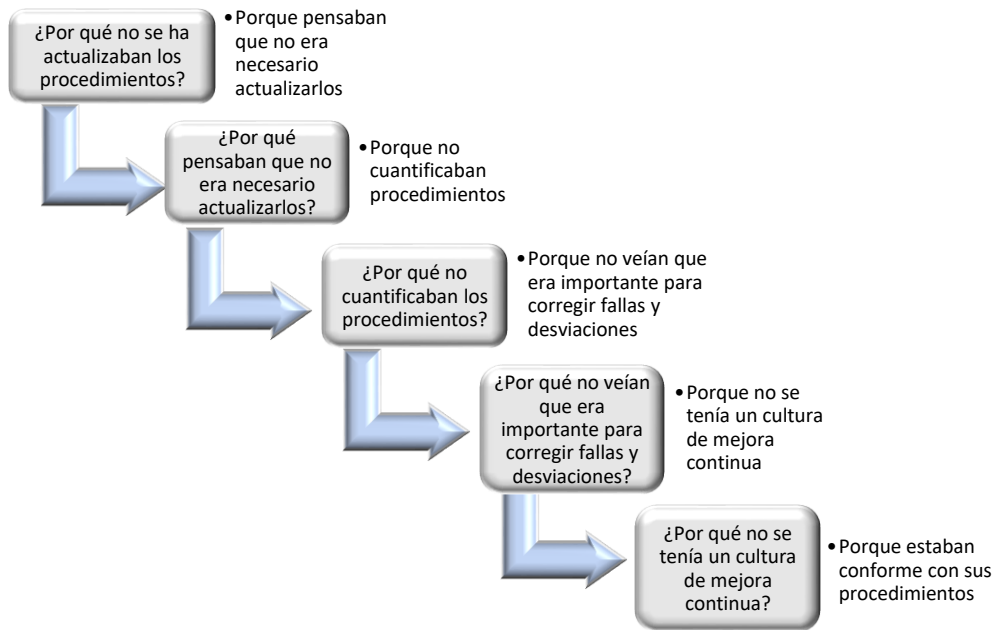 ¿Por qué no se ha
actualizaban los
procedimientos?
•Porque pensaban
que no era
necesario
actualizarlos
¿Por qué
pensaban que no
era necesario
actualizarlos?
•Porque no
cuantificaban
procedimientos
¿Por qué no
cuantificaban los
procedimientos?
•Porque no veían que
era importante para
corregir fallas y
desviaciones
¿Por qué no veían
que era
importante para
corregir fallas y
desviaciones?
•Porque no se
tenía un cultura
de mejora
continua
¿Por qué no se
tenía un cultura
de mejora
continua?
•Porque estaban
conforme con sus
procedimientos